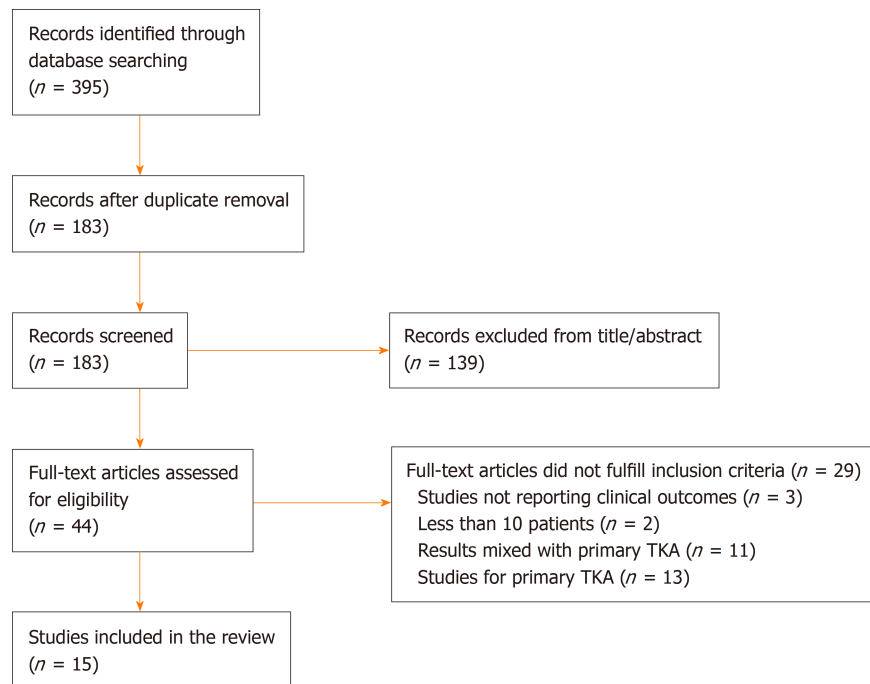 Records identified through
database searching
(n = 395)
Records after duplicate removal
(n = 183)
Records screened
(n = 183)
Records excluded from title/abstract
(n = 139)
Full-text articles assessed
for eligibility
(n = 44)
Full-text articles did not fulfill inclusion criteria (n = 29)
Studies not reporting clinical outcomes (n = 3)
Less than 10 patients (n = 2)
Results mixed with primary TKA (n = 11)
Studies for primary TKA (n = 13)
Studies included in the review
(n = 15)